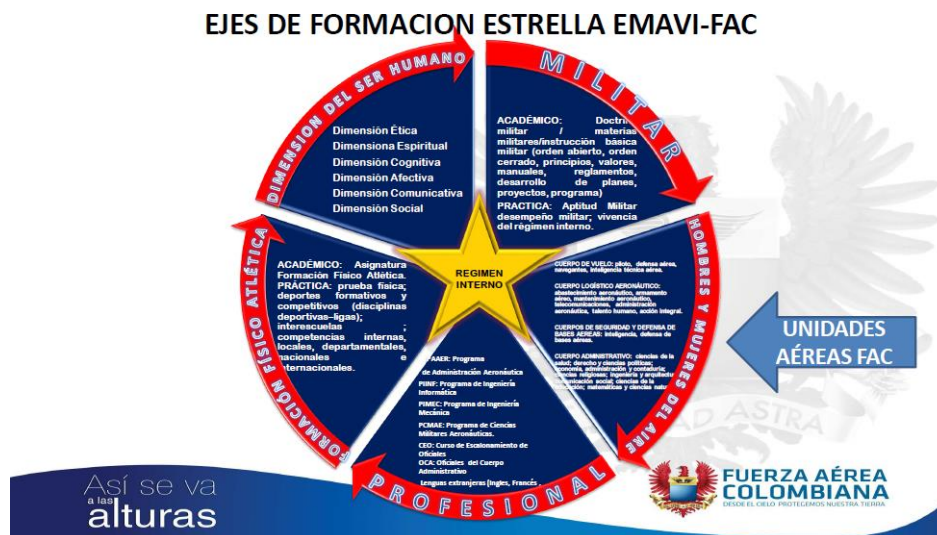 EJES DE FORMACION ESTRELLA EMAVI-FAC
DIMENSION DEL SER HUMANO
Dimensión Ética
Dimensiona Espiritual
Dimensión Cognitiva
Dimensión Afectiva
Dimensión Comunicativa
Dimensión Social
MILITAR
ACADÉMICO: Doctrin
militar / materias
militares/instrucción básica
militar (orden abierto, orden
cerrado, principios, valores,
manuales, reglamentos,
desarrollo de planes,
proyectos, programa)
PRACTICA: Aptitud Militar
desempeño militar; vivencia
del régimen interno.
HOMBRES Y MUJERES DEL AIRE
CUERPO DE VUELO: piloto, defensa aérea,
navegantes, inteligencia técnica aérea.
CUERPO LOGÍSTICO AERONÁUTICO:
abastecimiento aeronáutico, armamento
aéreo, mantenimiento aeronáutico,
telecomunicaciones, administración
aeronáutica, talento humano, acción integral.
CUERPOS DE SEGURIDAD Y DEFENSA DE
BASES AEREAS: inteligencia, defensa de
bases aéreas.
CUERPO ADMINISTRATIVO: ciencias de la
salud; derecho y ciencias políticas;
economía, administración y contaduría;
ciencias religiosas; ingeniería y arquitectu
comunicación social; ciencias de la
matemáticas y ciencias natur
UNIDADES
AÉREAS FAC
REGIMEN
INTERNO
FORMACIÓN FÍSICO ATLÉTICA
ACADÉMICO: Asignatura
Formación Físico Atlética.
PRÁCTICA: prueba física;
deportes formativos y
competitivos (disciplinas
deportivas–ligas);
interescuelas ;
competencias internas,
locales, departamentales,
nacionales e
internacionales.
PAAER: Programa
de Administración Aeronáutica
PIINF: Programa de Ingeniería
Informática
PIMEC: Programa de Ingeniería
Mecánica
PCMAE: Programa de Ciencias
Militares Aeronáuticas.
CEO: Curso de Escalonamiento de
Oficiales
OCA: Oficiales del Cuerpo
Administrativo
Lenguas extranjeras (Ingles, Francés ,
PROFESIONAL
Así se va
a las
alturas
FUERZA AÉREA
COLOMBIANA
DESDE EL CIELO PROTEGEMOS NUESTRA TIERRA